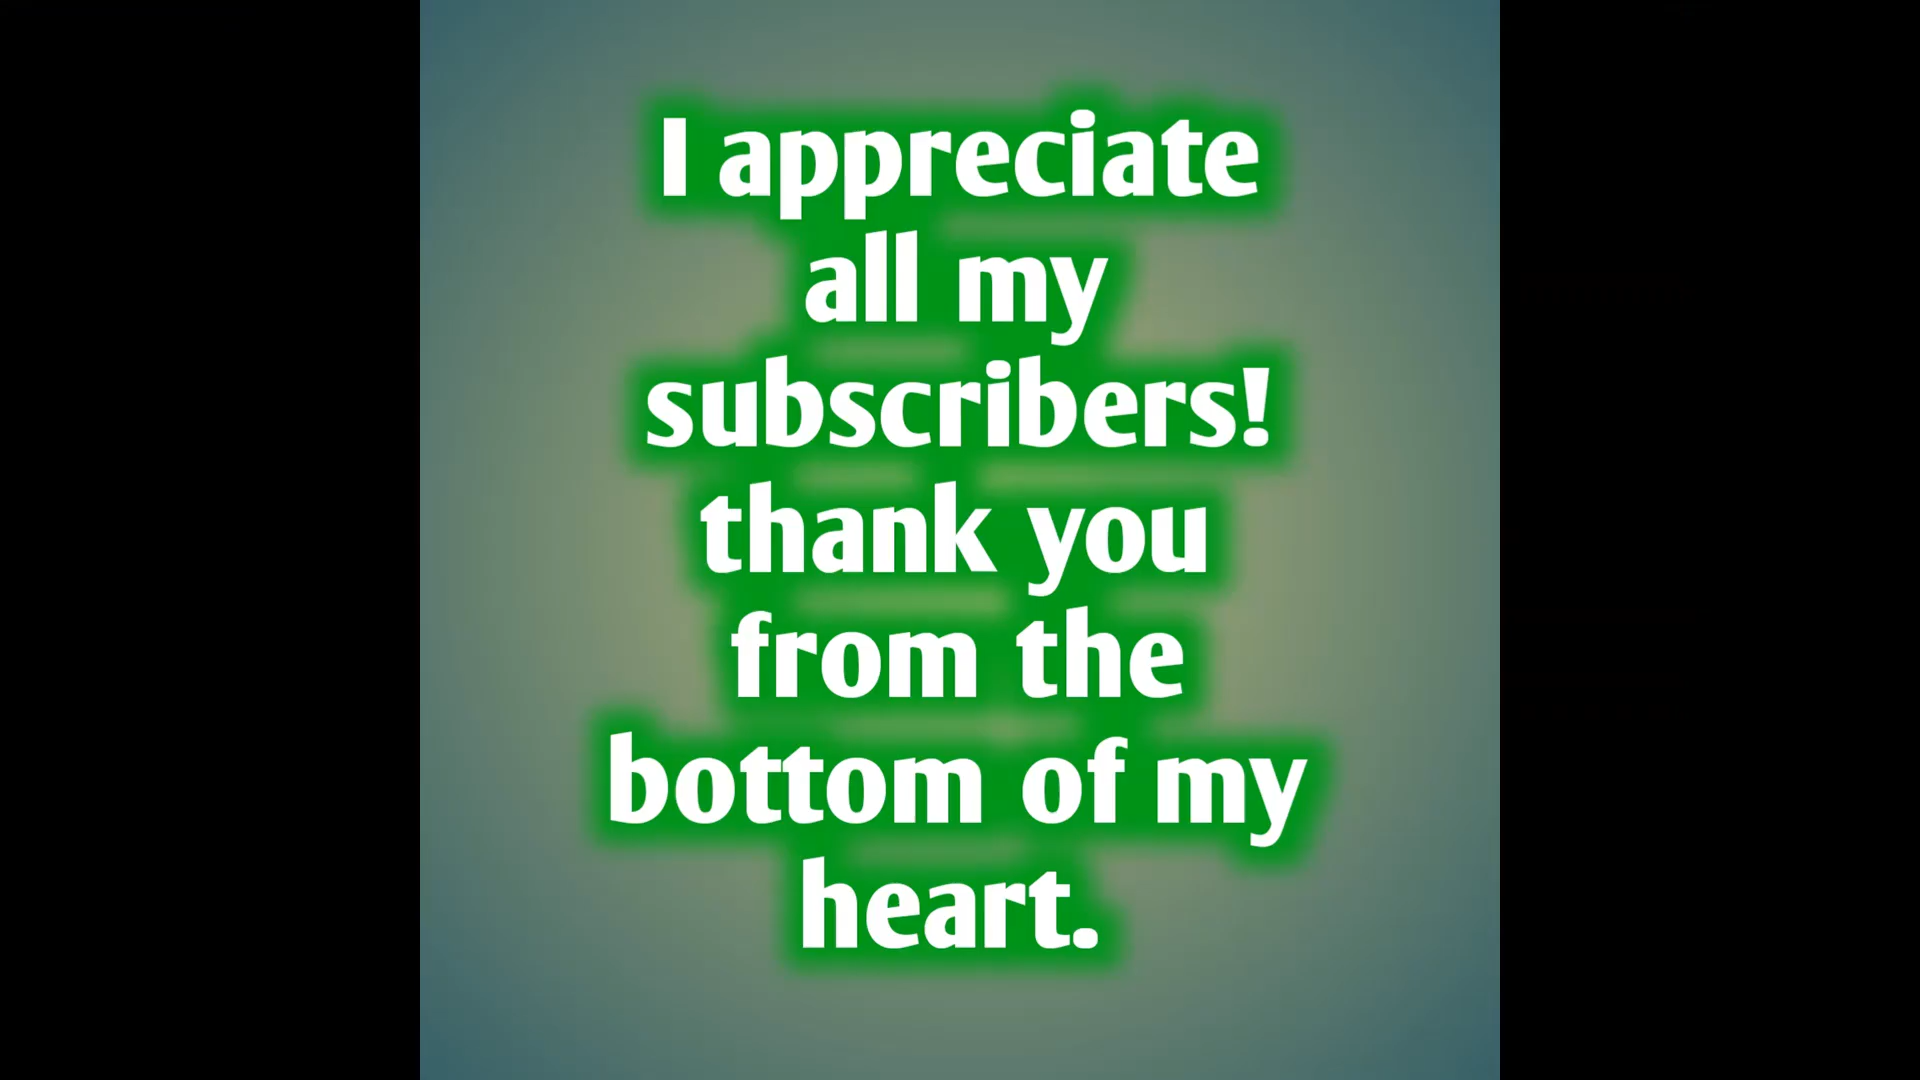 I appreciate
all my
subscribers!
thank you
from the
bottom of my
heart.